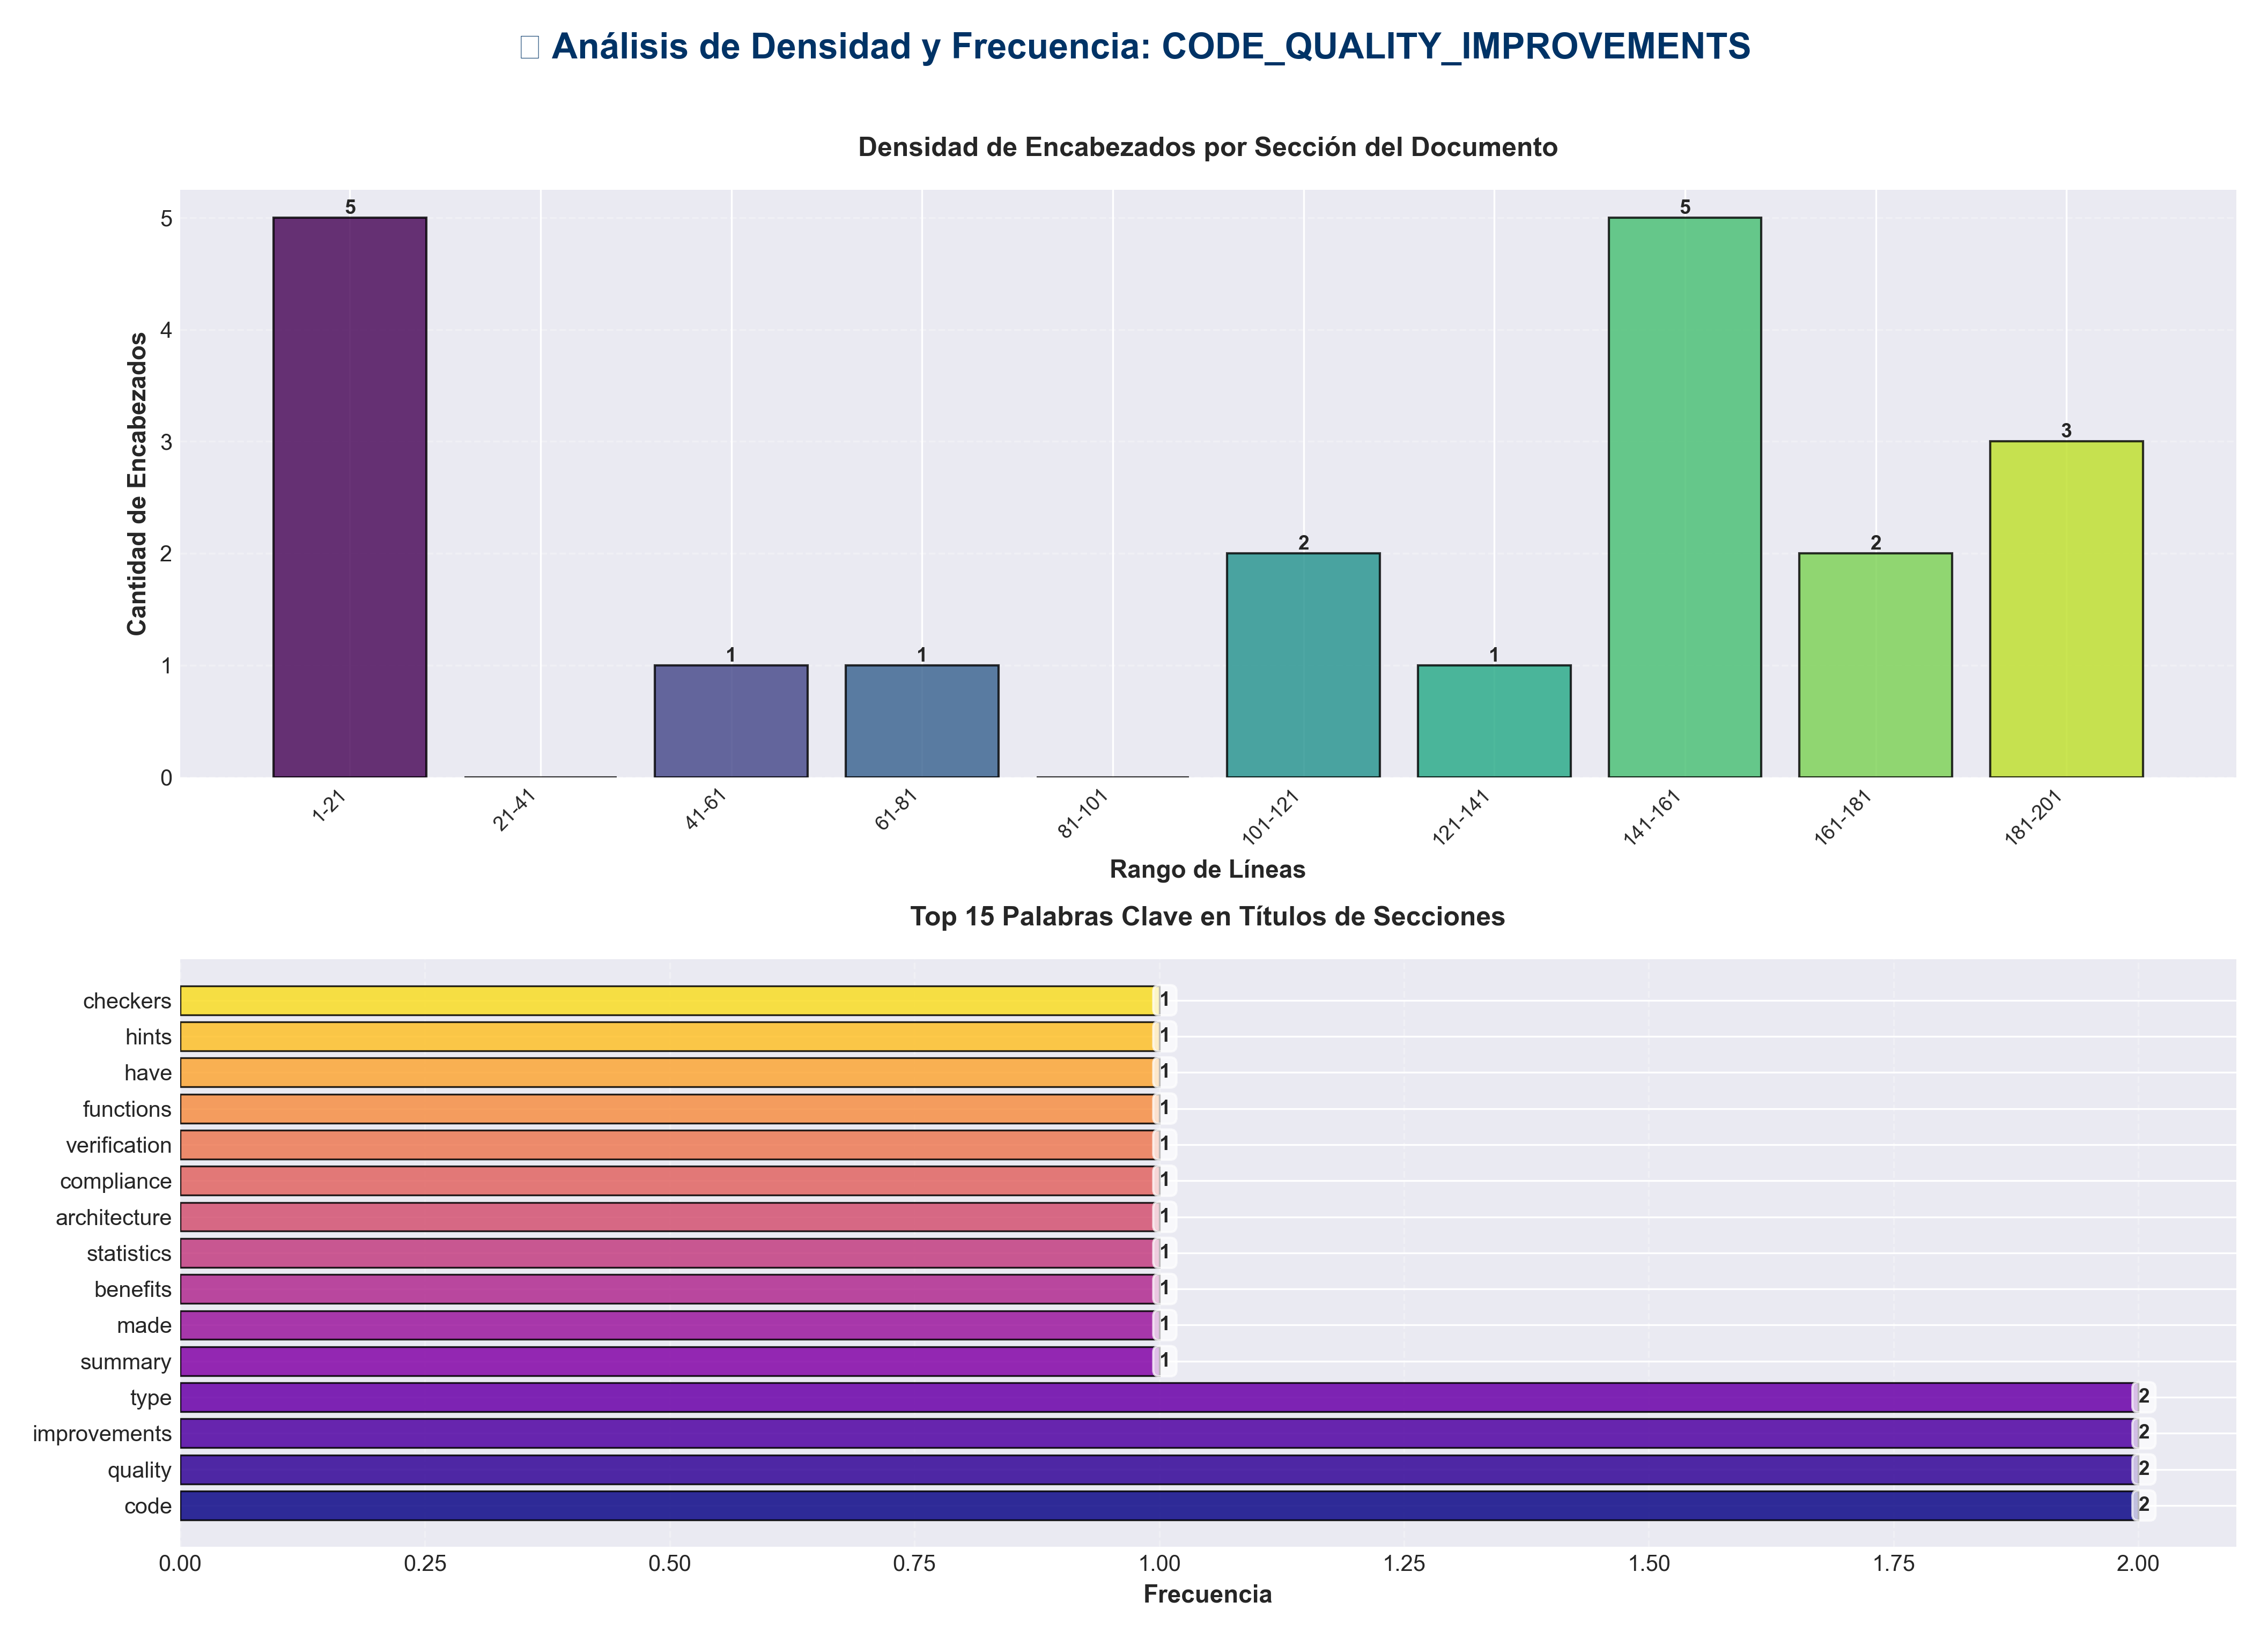 Análisis de Densidad y Frecuencia: CODE_QUALITY_IMPROVEMENTS
Densidad de Encabezados por Sección del Documento
Cantidad de Encabezados
5
4
3
2
1
0
5
1
1
2
1
5
2
3
1-21
21-41
41-61
61-81
81-101
101-121
121-141
141-161
161-181
181-201
Rango de Líneas
Top 15 Palabras Clave en Títulos de Secciones
checkers 1
hints 1
have 1
functions 1
verification 1
compliance 1
architecture 1
statistics 1
benefits 1
made 1
summary 1
type 2
improvements 2
quality 2
code 2
0.00 0.25 0.50 0.75 1.00 1.25 1.50 1.75 2.00
Frecuencia